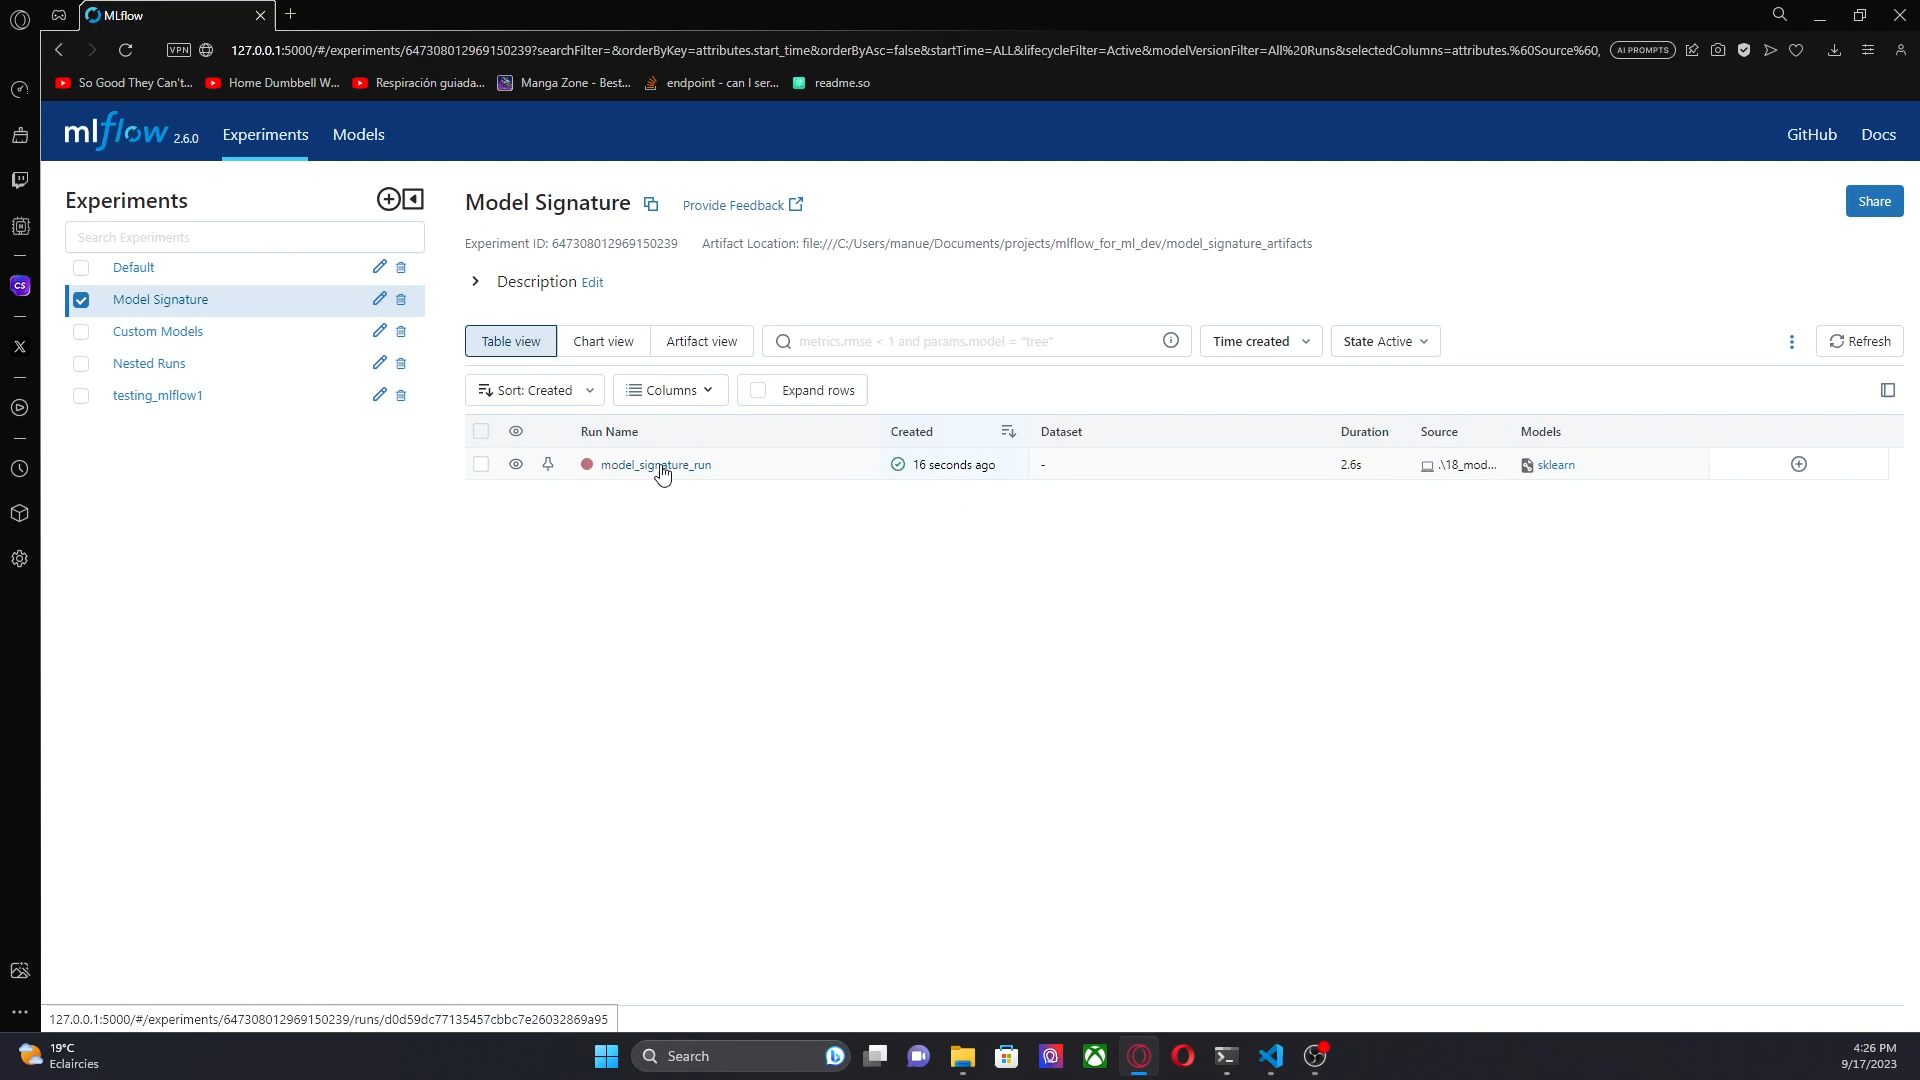 MLflow
VPN
127.0.0.1:5000/#/experiments/647308012969150239?searchFilter=&orderByKey=attributes.start_time&orderByAsc=false&startTime=ALL&lifecycleFilter=Active&modelVersionFilter=All%20Runs&selectedColumns=attributes.%60Source%60,
AI PROMPTS
So Good They Can't...
Home Dumbbell W...
Respiración guiada...
Manga Zone - Best...
endpoint - can I ser...
readme.so
mlflow 2.6.0
Experiments
Models
GitHub
Docs
Experiments
Search Experiments
Default
Model Signature
Custom Models
Nested Runs
testing_mlflow1
CS
Model Signature
Provide Feedback
Share
Experiment ID: 647308012969150239
Artifact Location: file:///C:/Users/manue/Documents/projects/mlflow_for_ml_dev/model_signature_artifacts
Description Edit
Table view
Chart view
Artifact view
metrics.rmse < 1 and params.model = "tree"
Time created
State Active
Refresh
Sort: Created
Columns
Expand rows
Run Name
Created
Dataset
Duration
Source
Models
model_signature_run
16 seconds ago
-
2.6s
.\18_mod...
sklearn
127.0.0.1:5000/#/experiments/647308012969150239/runs/d0d59dc77135457cbbc7e26032869a95
19°C
Eclaircies
Search
4:26 PM
9/17/2023